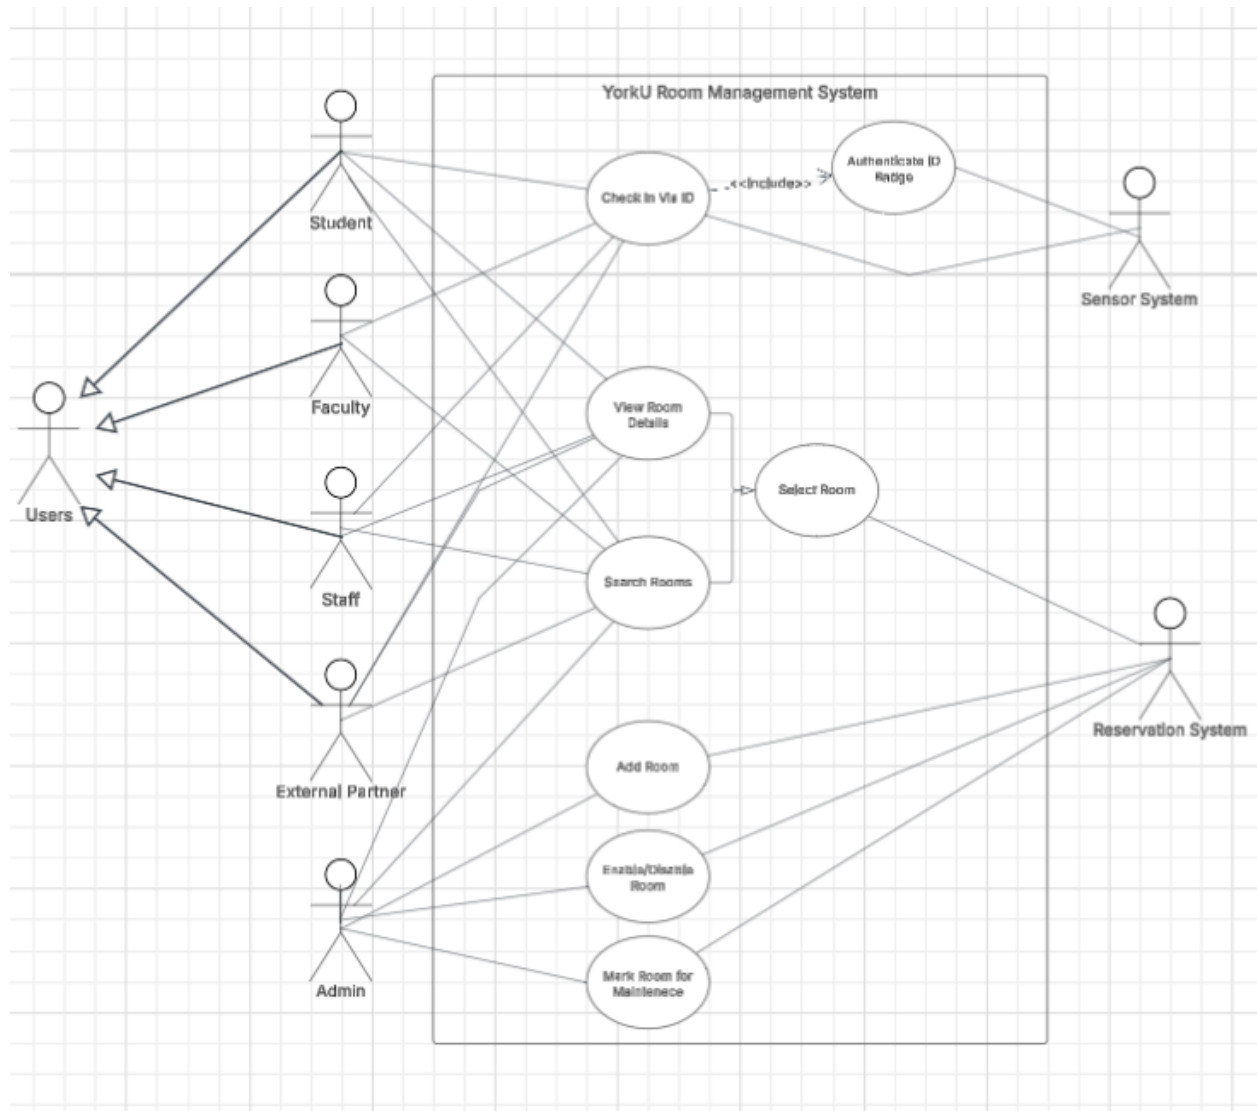 YorkU Room Management System
Authenticate ID
Badge
<<Include>>
Check In Via ID
Student
Sensor System
Faculty
View Room
Details
Select Room
Users
Search Rooms
Staff
Reservation System
Add Room
External Partner
Enable/Disable
Room
Mark Room for
Maintenece
Admin